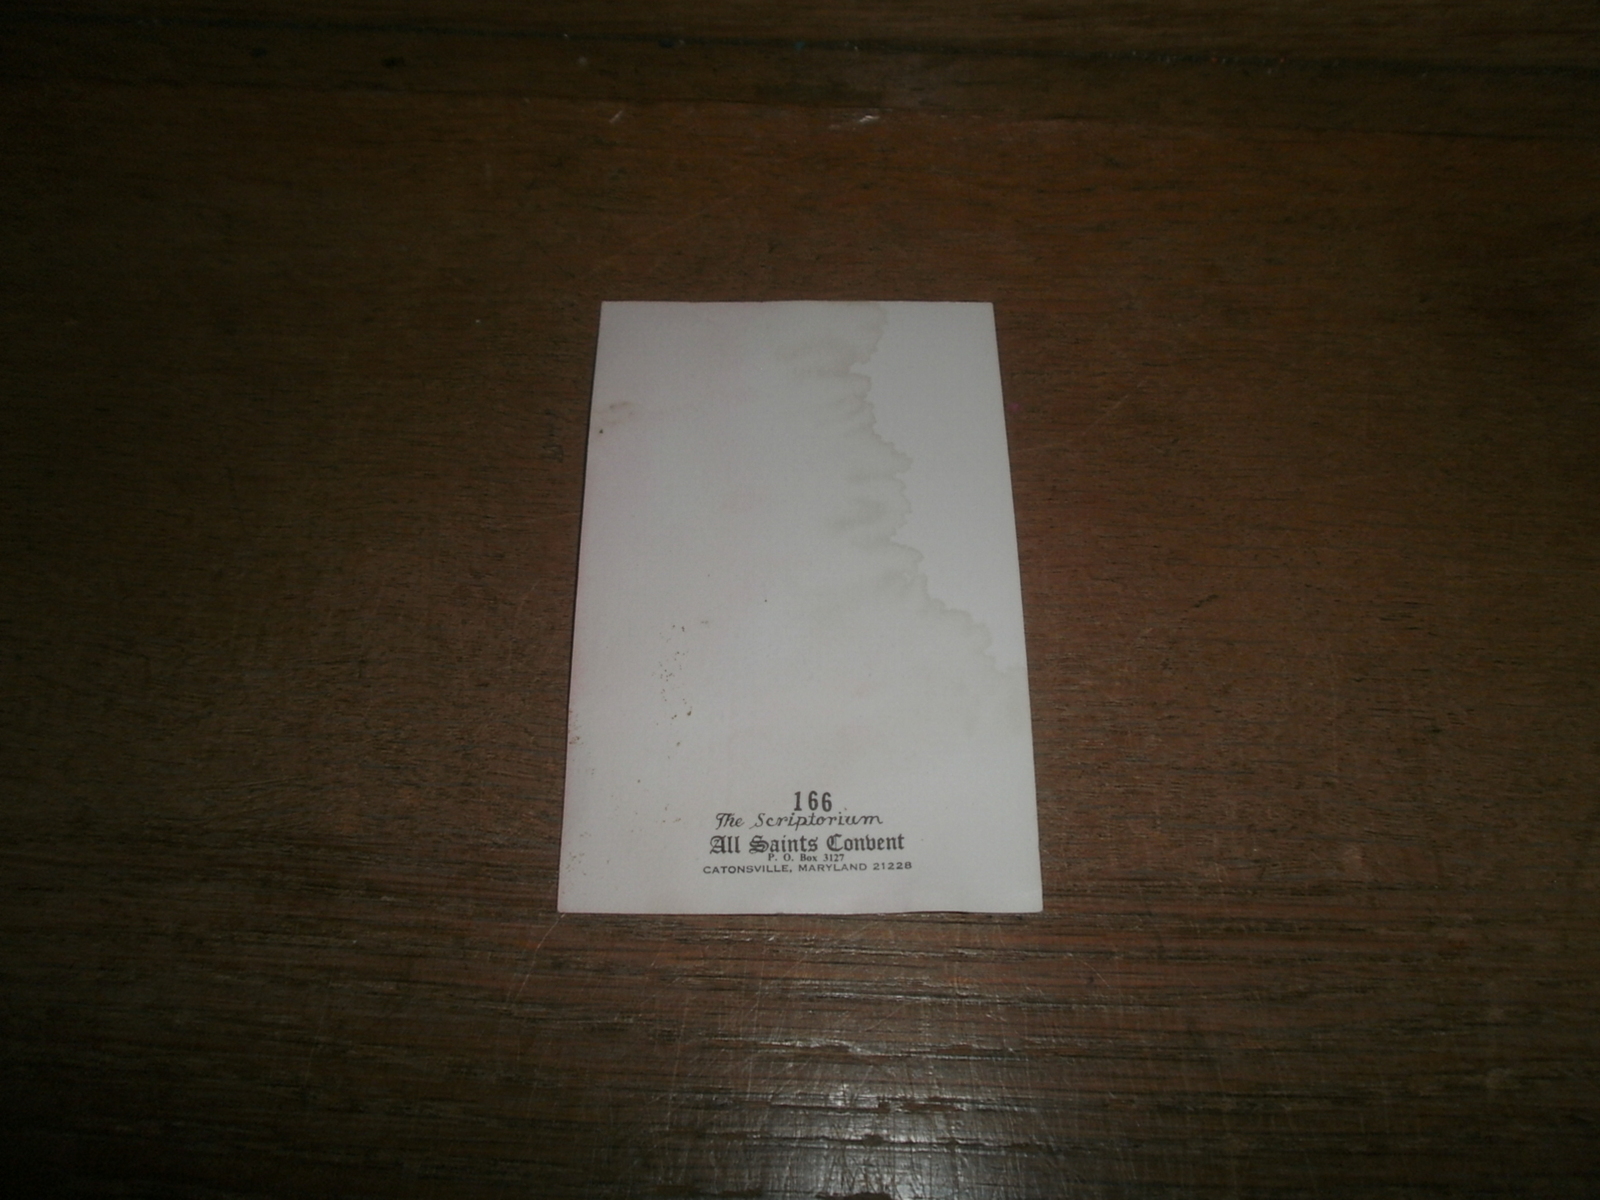 166
The Scriptorium
All Saints Convent
P. O. Box 3127
CATONSVILLE, MARYLAND 21228